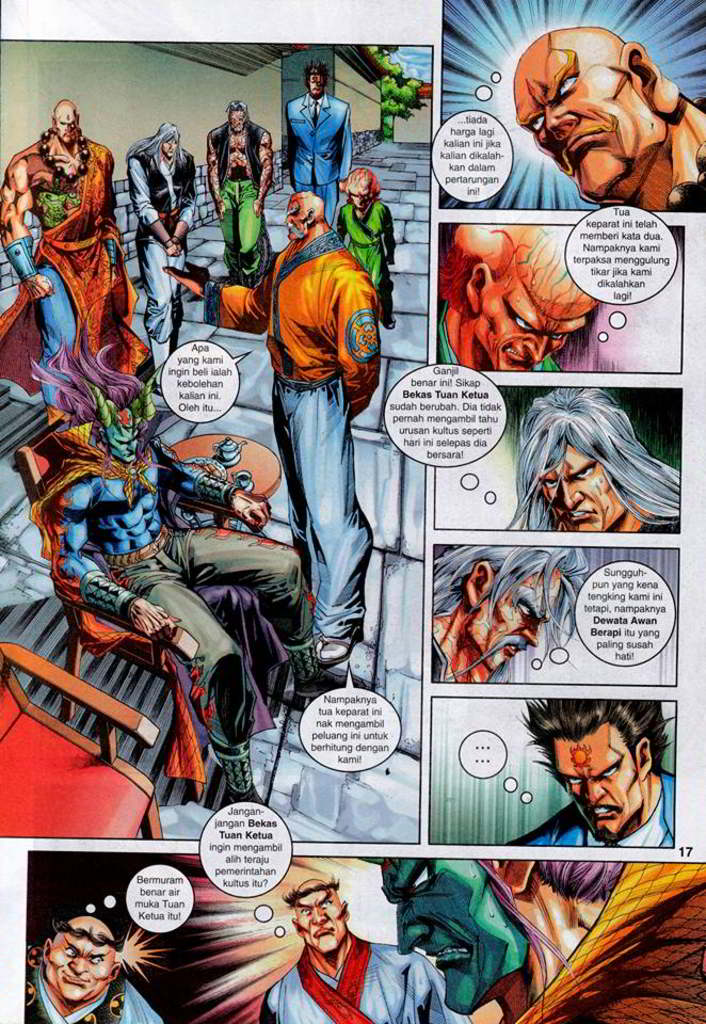 Apa
yang kami
ingin beli ialah
kebolehan
kalian ini.
Oleh itu...
...tiada
harga lagi
kalian ini jika
kalian dikalah-
kan dalam
pertarungan
ini!
Tua
keparat ini telah
memberi kata dua.
Nampaknya kami
terpaksa menggulung
tikar jika kami
dikalahkan
lagi!
Ganjil
benar ini! Sikap
Bekas Tuan Ketua
sudah berubah. Dia tidak
pernah mengambil tahu
urusan kultus seperti
hari ini selepas dia
bersara!
Sungguh-
pun yang kena
tengking kami ini
tetapi, nampaknya
Dewata Awan
Berapi itu yang
paling susah
hati!
Nampaknya
tua keparat ini
nak mengambil
peluang ini untuk
berhitung dengan
kami!
...
...
17
Jangan-
jangan Bekas
Tuan Ketua
ingin mengambil
alih teraju
pemerintahan
kultus itu?
Bermuram
benar air
muka Tuan
Ketua itu!